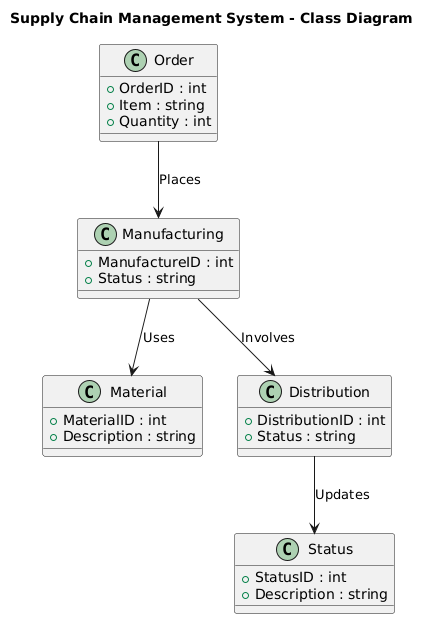 Supply Chain Management System - Class Diagram
C Order
OrderID : int
Item : string
Quantity : int
Places
C Manufacturing
ManufactureID : int
Status : string
Uses
Involves
C Material
MaterialID : int
Description : string
C Distribution
DistributionID : int
Status : string
Updates
C Status
StatusID : int
Description : string